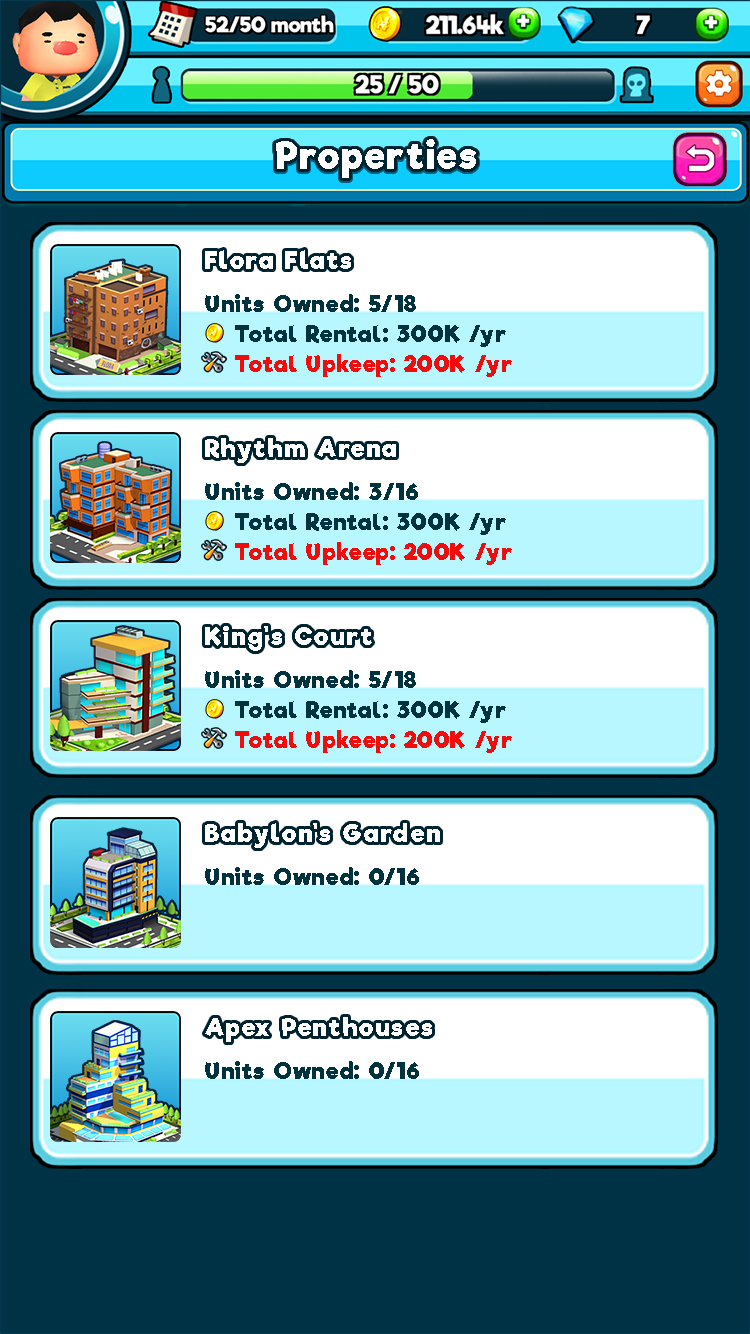 52/50 month
211.64k
7
25 / 50
Properties
Flora Flats
Units Owned: 5/18
Total Rental: 300K /yr
Total Upkeep: 200K /yr
Rhythm Arena
Units Owned: 3/16
Total Rental: 300K /yr
Total Upkeep: 200K /yr
King's Court
Units Owned: 5/18
Total Rental: 300K /yr
Total Upkeep: 200K /yr
Babylon's Garden
Units Owned: 0/16
Apex Penthouses
Units Owned: 0/16